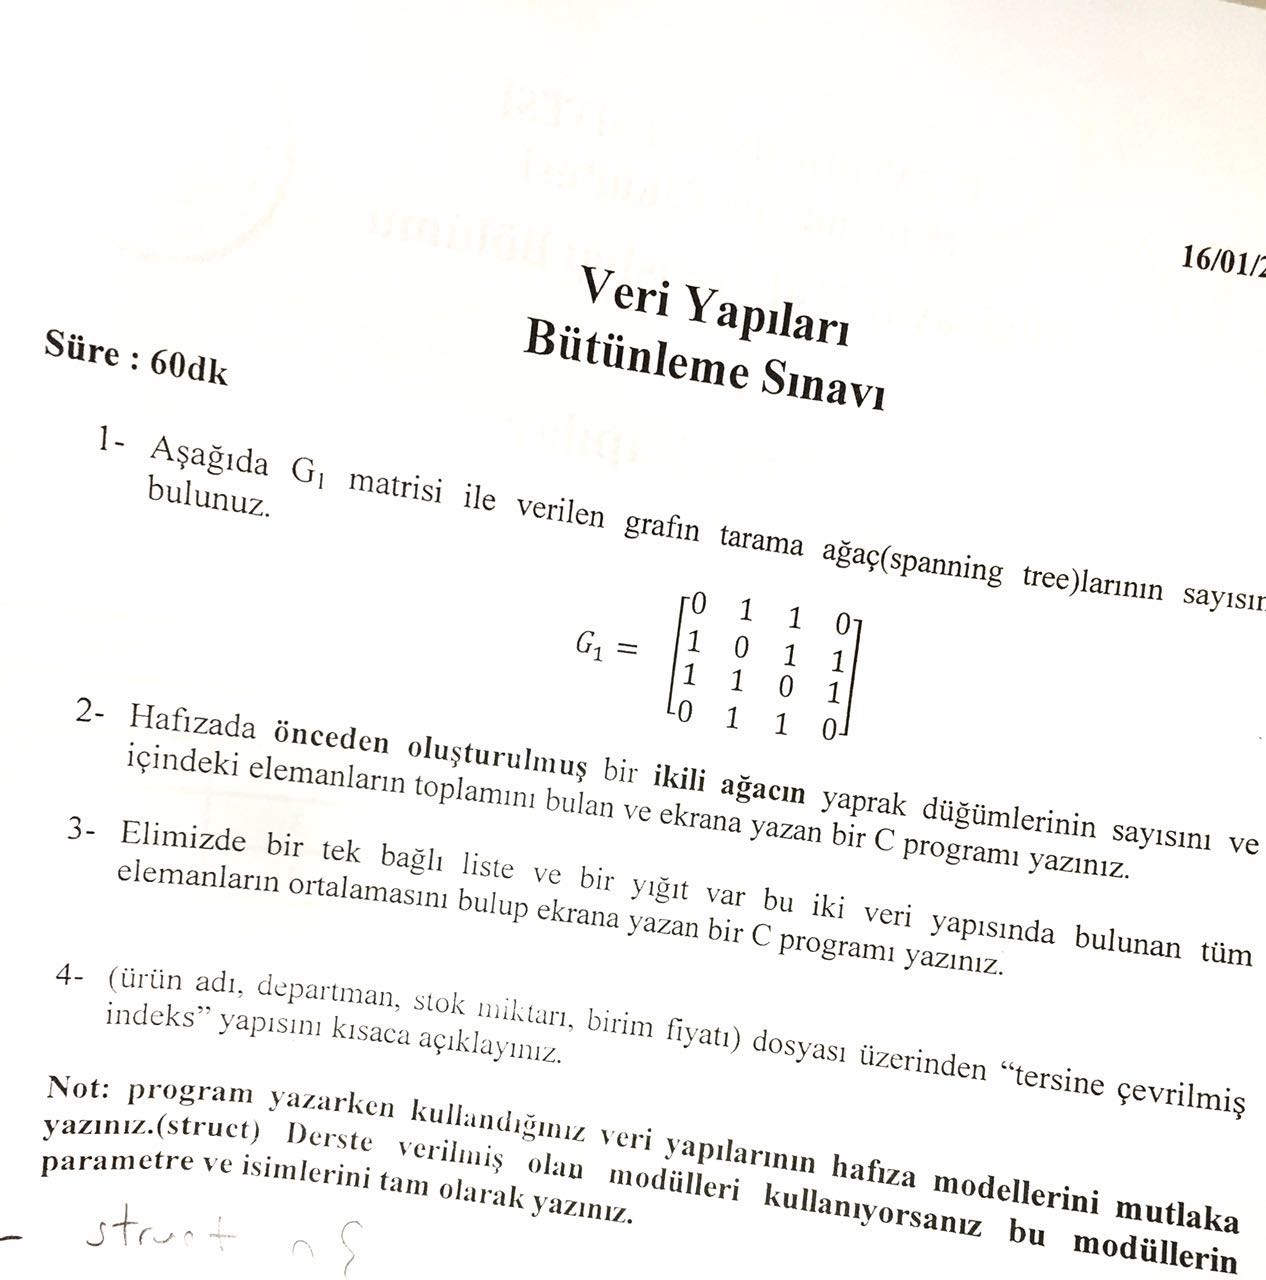 16/01/2
Veri Yapıları
Bütünleme Sınavı
Süre : 60dk
1- Aşağıda G₁ matrisi ile verilen grafın tarama ağaç(spanning tree)larının sayısın
bulunuz.
G₁ =
0 1 1 0
1 0 1 1
1 1 0 1
0 1 1 0
2- Hafızada önceden oluşturulmuş bir ikili ağacın yaprak düğümlerinin sayısını ve
içindeki elemanların toplamını bulan ve ekrana yazan bir C programı yazınız.
3- Elimizde bir tek bağlı liste ve bir yığıt var bu iki veri yapısında bulunan tüm
elemanların ortalamasını bulup ekrana yazan bir C programı yazınız.
4- (ürün adı, departman, stok miktarı, birim fiyatı) dosyası üzerinden “tersine çevrilmiş
indeks” yapısını kısaca açıklayınız.
Not: program yazarken kullandığınız veri yapılarının hafıza modellerini mutlaka
yazınız.(struct) Derste verilmiş olan modülleri kullanıyorsanız bu modüllerin
parametre ve isimlerini tam olarak yazınız.
- struct